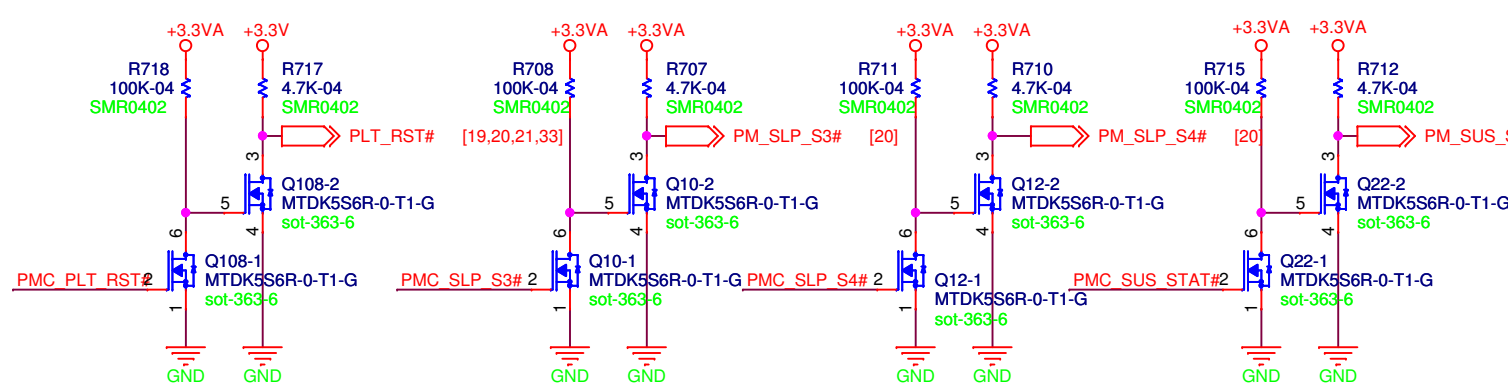 +3.3VA
+3.3V
R718
100K-04
SMR0402
R717
4.7K-04
SMR0402
PLT_RST#
[19,20,21,33]
3
5
Q108-2
MTDK5S6R-0-T1-G
sot-363-6
4
6
PMC_PLT_RST#
2
Q108-1
MTDK5S6R-0-T1-G
sot-363-6
1
GND
GND
+3.3VA
+3.3VA
R708
100K-04
SMR0402
R707
4.7K-04
SMR0402
PM_SLP_S3#
[20]
3
5
Q10-2
MTDK5S6R-0-T1-G
sot-363-6
4
6
PMC_SLP_S3#
2
Q10-1
MTDK5S6R-0-T1-G
sot-363-6
1
GND
GND
+3.3VA
+3.3VA
R711
100K-04
SMR0402
R710
4.7K-04
SMR0402
PM_SLP_S4#
[20]
3
5
Q12-2
MTDK5S6R-0-T1-G
sot-363-6
4
6
PMC_SLP_S4#
2
Q12-1
MTDK5S6R-0-T1-G
sot-363-6
1
GND
GND
+3.3VA
+3.3VA
R715
100K-04
SMR0402
R712
4.7K-04
SMR0402
3
5
Q22-2
MTDK5S6R-0-T1-G
sot-363-6
4
6
PMC_SUS_STAT#
2
Q22-1
MTDK5S6R-0-T1-G
sot-363-6
1
GND
GND